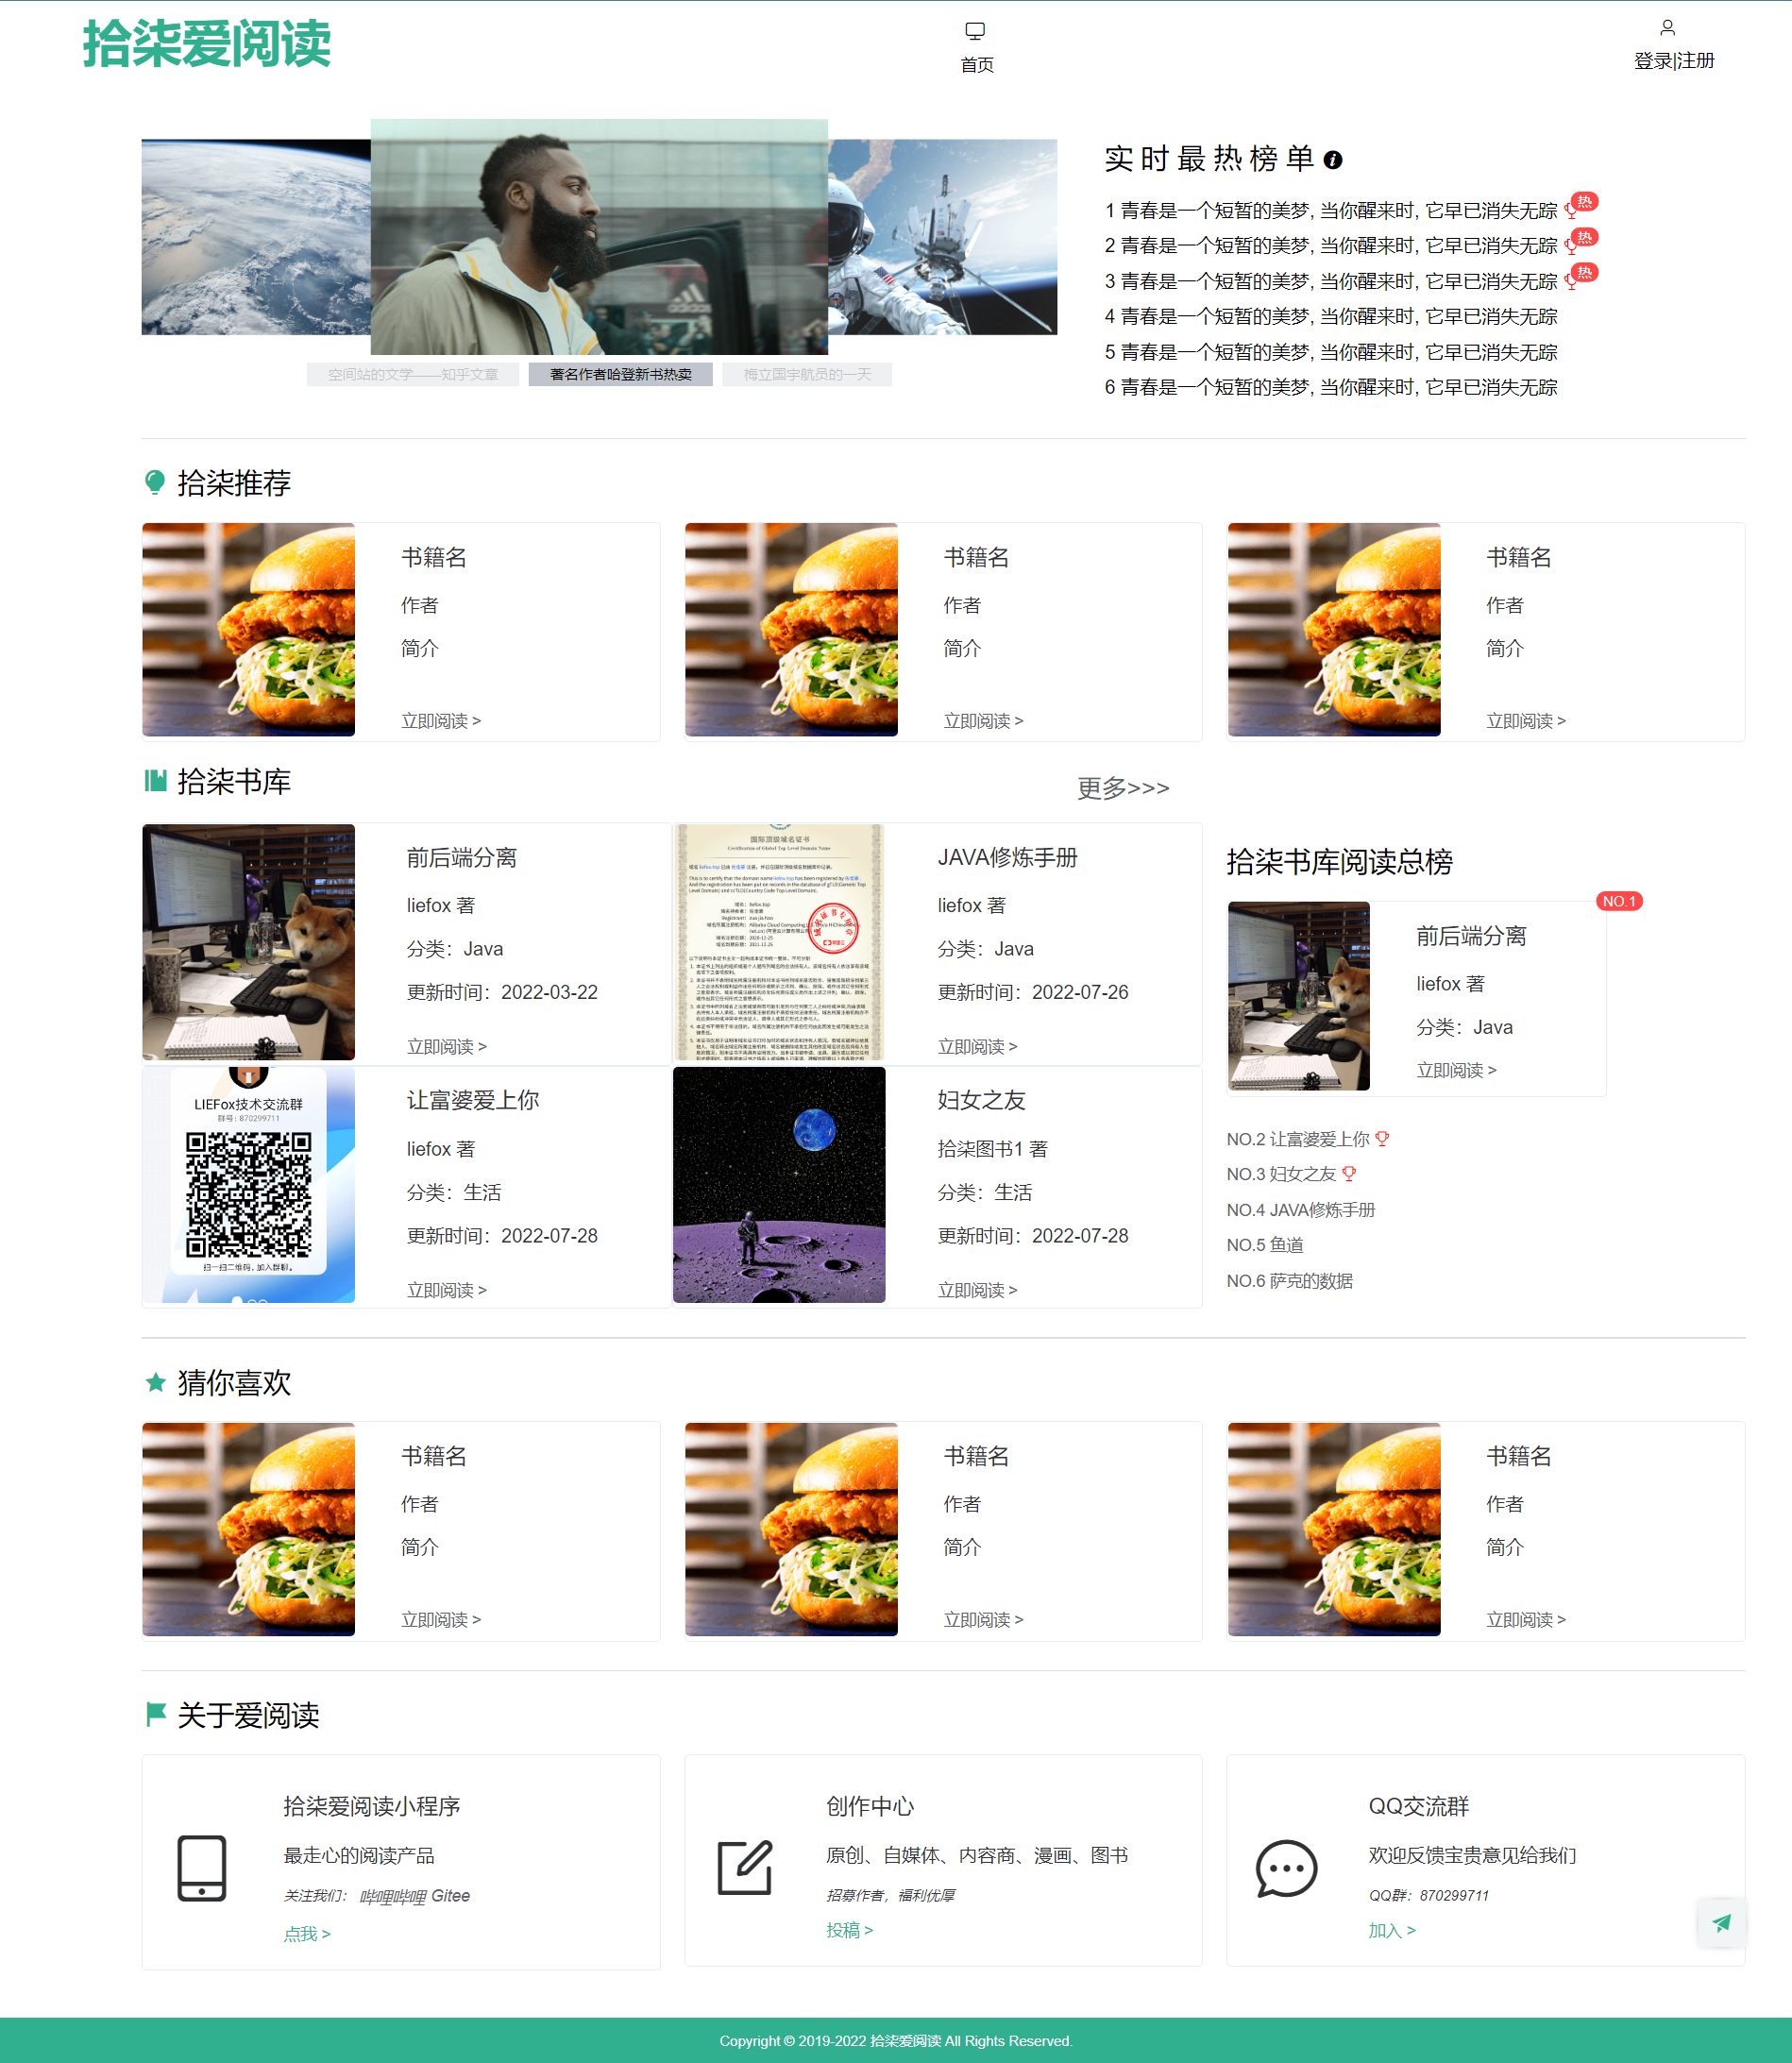 拾柒爱阅读
首页
登录|注册
实时最热榜单
1 青春是一个短暂的美梦, 当你醒来时, 它早已消失无踪 热
2 青春是一个短暂的美梦, 当你醒来时, 它早已消失无踪 热
3 青春是一个短暂的美梦, 当你醒来时, 它早已消失无踪 热
4 青春是一个短暂的美梦, 当你醒来时, 它早已消失无踪
5 青春是一个短暂的美梦, 当你醒来时, 它早已消失无踪
6 青春是一个短暂的美梦, 当你醒来时, 它早已消失无踪
空间站的文学——知乎文章
著名作者哈登新书热卖
梅立国宇航员的一天
拾柒推荐
书籍名
作者
简介
立即阅读 >
书籍名
作者
简介
立即阅读 >
书籍名
作者
简介
立即阅读 >
拾柒书库
更多>>>
前后端分离
liefox 著
分类：Java
更新时间：2022-03-22
立即阅读 >
国际顶级域名证书
Certification of Global Top Level Domain Name
JAVA修炼手册
liefox 著
分类：Java
更新时间：2022-07-26
立即阅读 >
LIEFox技术交流群
群号: 870299711
扫一扫二维码，加入群聊。
让富婆爱上你
liefox 著
分类：生活
更新时间：2022-07-28
立即阅读 >
妇女之友
拾柒图书1 著
分类：生活
更新时间：2022-07-28
立即阅读 >
拾柒书库阅读总榜
NO.1
前后端分离
liefox 著
分类：Java
立即阅读 >
NO.2 让富婆爱上你
NO.3 妇女之友
NO.4 JAVA修炼手册
NO.5 鱼道
NO.6 萨克的数据
猜你喜欢
书籍名
作者
简介
立即阅读 >
书籍名
作者
简介
立即阅读 >
书籍名
作者
简介
立即阅读 >
关于爱阅读
拾柒爱阅读小程序
最走心的阅读产品
关注我们： 哔哩哔哩 Gitee
点我 >
创作中心
原创、自媒体、内容商、漫画、图书
招募作者，福利优厚
投稿 >
QQ交流群
欢迎反馈宝贵意见给我们
QQ群：870299711
加入 >
Copyright © 2019-2022 拾柒爱阅读 All Rights Reserved.